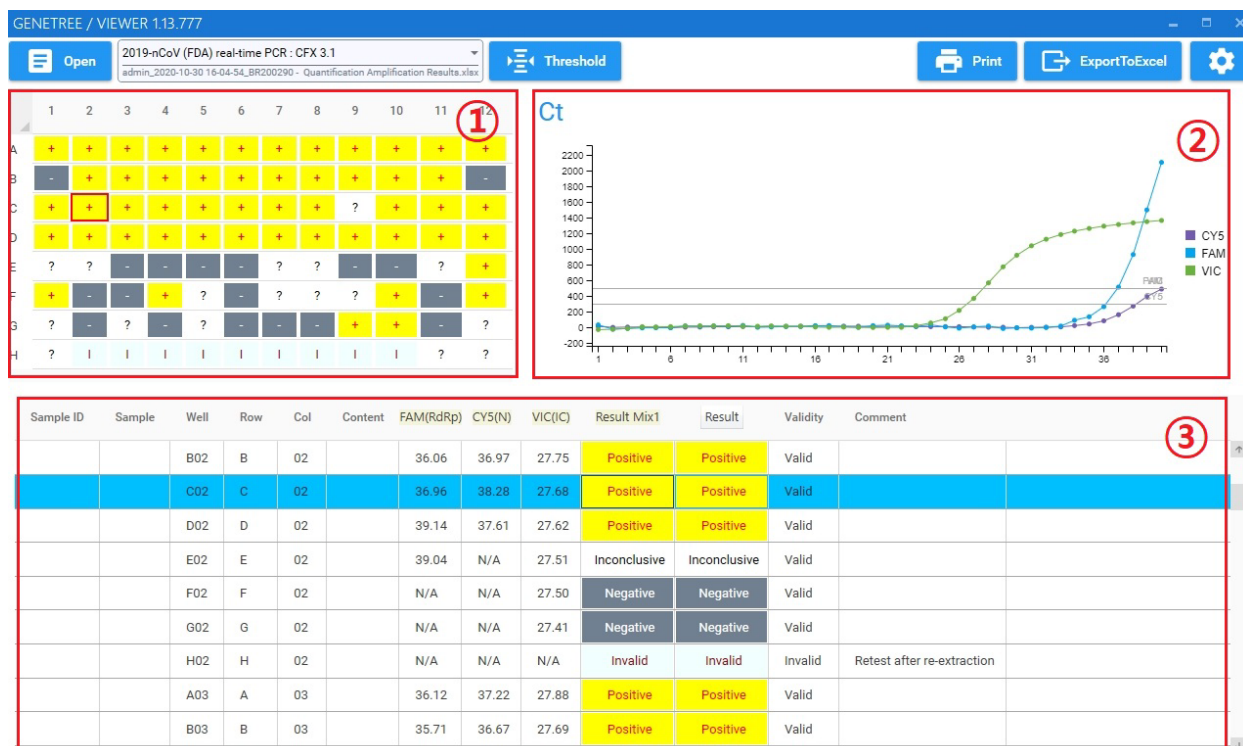 GENETREE / VIEWER 1.13.777
Open
2019-nCoV (FDA) real-time PCR : CFX 3.1
admin_2020-10-30 16-04-54_BR200290 - Quantification Amplification Results.xlsx
Threshold
Print
ExportToExcel
1 2 3 4 5 6 7 8 9 10 11 12
①
A + + + + + + + + + + + +
B - + + + + + + + + + + -
C + + + + + + + + ? + + +
D + + + + + + + + + + + +
E ? ? - - - - ? ? - - ? +
F + - - + ? - ? ? ? + - +
G ? - ? - ? - - - + + - ?
H ? I I I I I I I I I ? ?
Ct
②
2200
2000
1800
1600
1400
1200
1000
800
600
400
200
0
-200
1 6 11 16 21 26 31 36
CY5
FAM
VIC
Sample ID Sample Well Row Col Content FAM(RdRp) CY5(N) VIC(IC) Result Mix1 Result Validity Comment
③
B02 B 02 36.06 36.97 27.75 Positive Positive Valid
C02 C 02 36.96 38.28 27.68 Positive Positive Valid
D02 D 02 39.14 37.61 27.62 Positive Positive Valid
E02 E 02 39.04 N/A 27.51 Inconclusive Inconclusive Valid
F02 F 02 N/A N/A 27.50 Negative Negative Valid
G02 G 02 N/A N/A 27.41 Negative Negative Valid
H02 H 02 N/A N/A N/A Invalid Invalid Invalid Retest after re-extraction
A03 A 03 36.12 37.22 27.88 Positive Positive Valid
B03 B 03 35.71 36.67 27.69 Positive Positive Valid